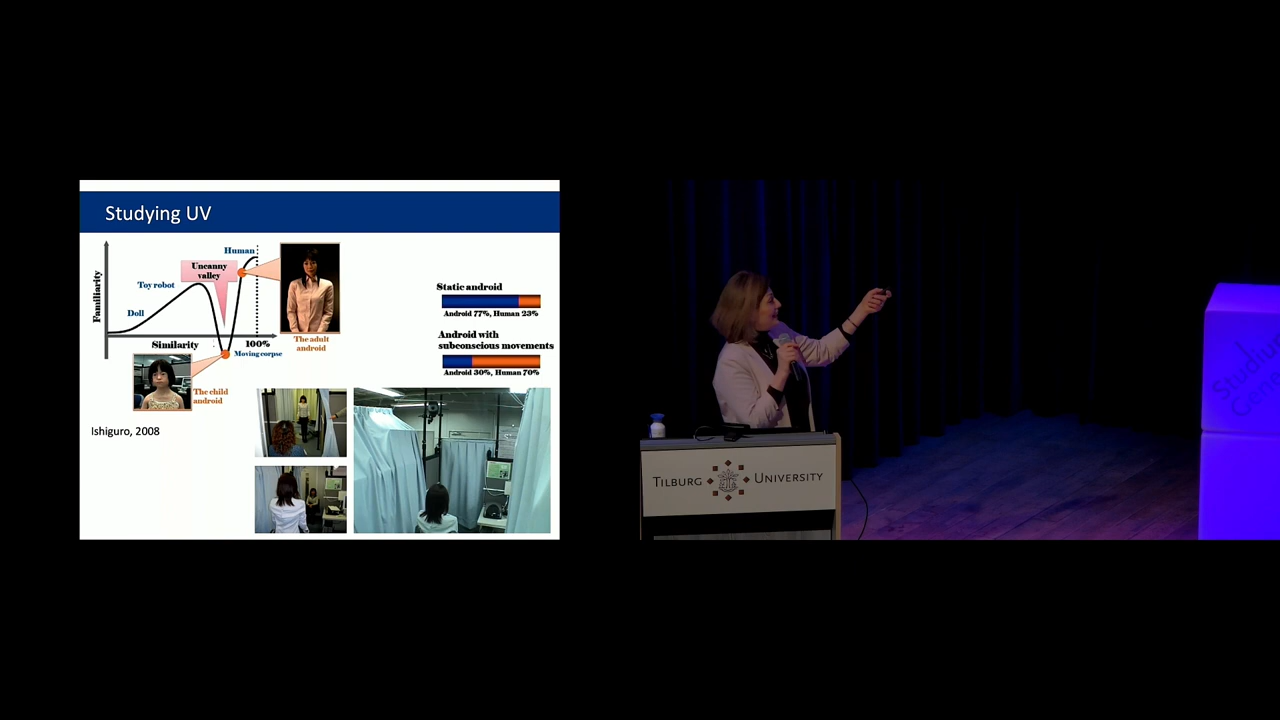 Studying UV
Human
Uncanny
valley
Toy robot
Doll
Familiarity
Similarity
100%
Moving corpse
The adult
android
The child
android
Ishiguro, 2008
Static android
Android 77%, Human 23%
Android with
subconscious movements
Android 30%, Human 70%
TILBURG UNIVERSITY
Studium